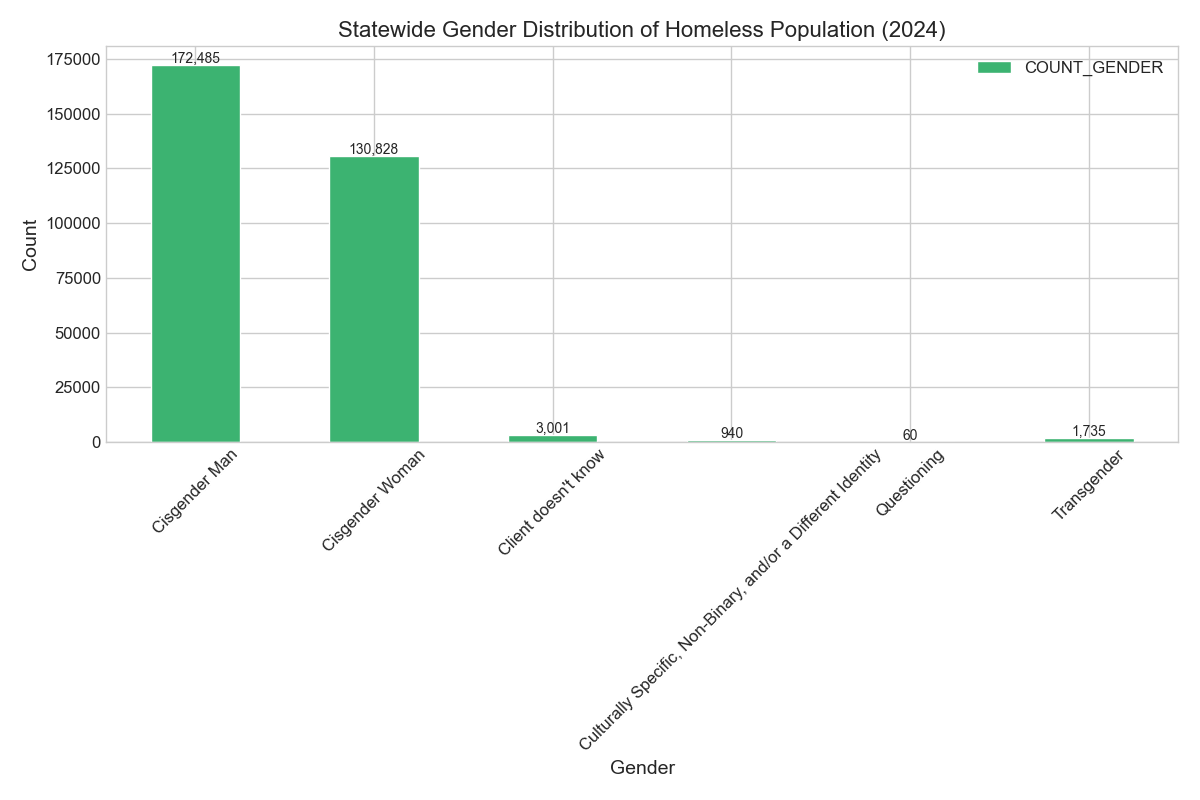 Statewide Gender Distribution of Homeless Population (2024)
COUNT_GENDER
Count
175000
150000
125000
100000
75000
50000
25000
0
172,485
130,828
3,001
940
60
1,735
Cisgender Man
Cisgender Woman
Client doesn't know
Culturally Specific, Non-Binary, and/or a Different Identity
Questioning
Transgender
Gender